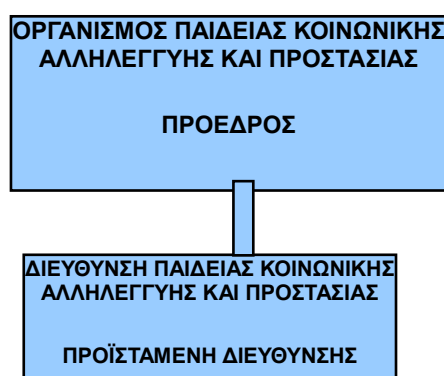 ΟΡΓΑΝΙΣΜΟΣ ΠΑΙΔΕΙΑΣ ΚΟΙΝΩΝΙΚΗΣ
ΑΛΛΗΛΕΓΓΥΗΣ ΚΑΙ ΠΡΟΣΤΑΣΙΑΣ
ΠΡΟΕΔΡΟΣ
ΔΙΕΥΘΥΝΣΗ ΠΑΙΔΕΙΑΣ ΚΟΙΝΩΝΙΚΗΣ
ΑΛΛΗΛΕΓΓΥΗΣ ΚΑΙ ΠΡΟΣΤΑΣΙΑΣ
ΠΡΟΪΣΤΑΜΕΝΗ ΔΙΕΥΘΥΝΣΗΣ